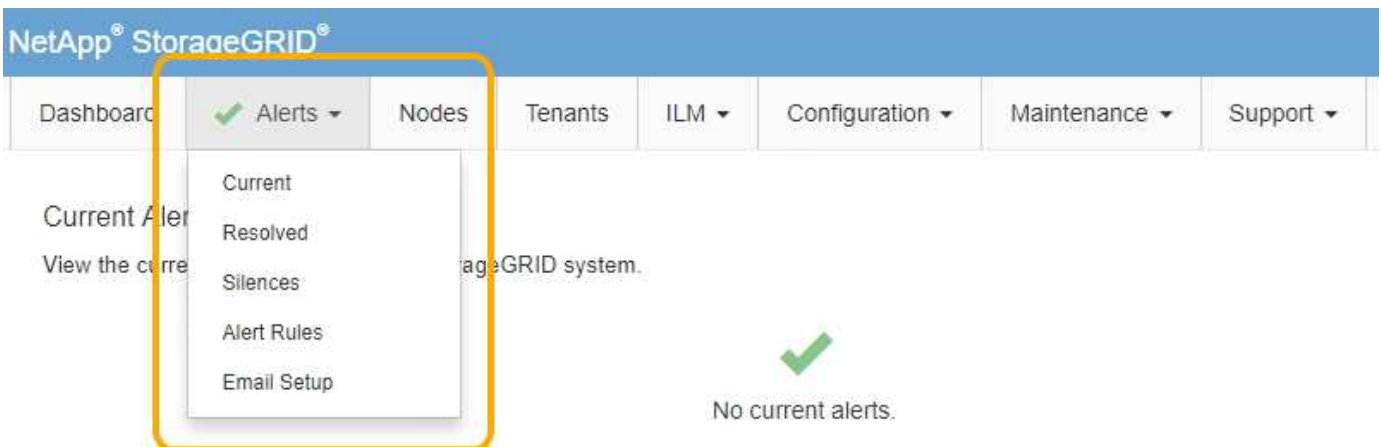 NetApp® StorageGRID®
Dashboard Alerts Nodes Tenants ILM Configuration Maintenance Support
Current
Resolved
Silences
Alert Rules
Email Setup
Current Aler
View the curre ageGRID system.
No current alerts.